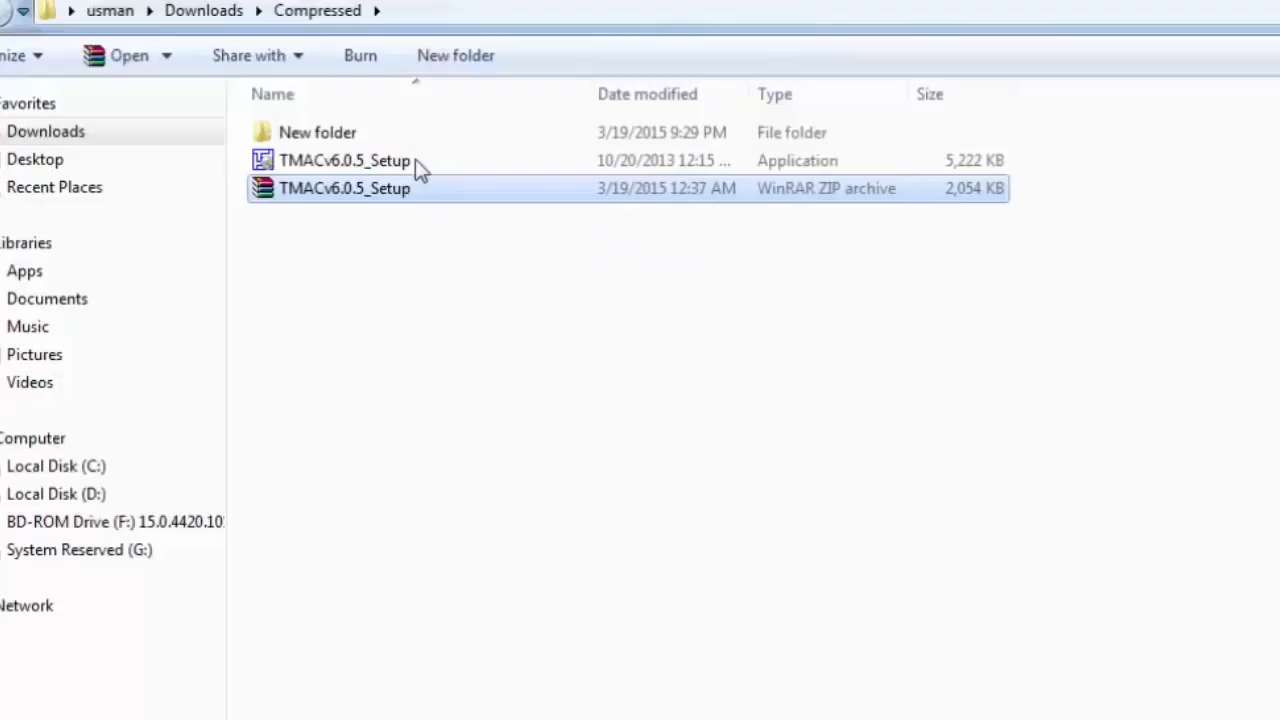 usman Downloads Compressed
nize Open Share with Burn New folder
Name Date modified Type Size
avorites
Downloads
Desktop
Recent Places
ibraries
Apps
Documents
Music
Pictures
Videos
Computer
Local Disk (C:)
Local Disk (D:)
BD-ROM Drive (F:) 15.0.4420.10
System Reserved (G:)
Network
New folder 3/19/2015 9:29 PM File folder
TMACv6.0.5_Setup 10/20/2013 12:15 ... Application 5,222 KB
TMACv6.0.5_Setup 3/19/2015 12:37 AM WinRAR ZIP archive 2,054 KB